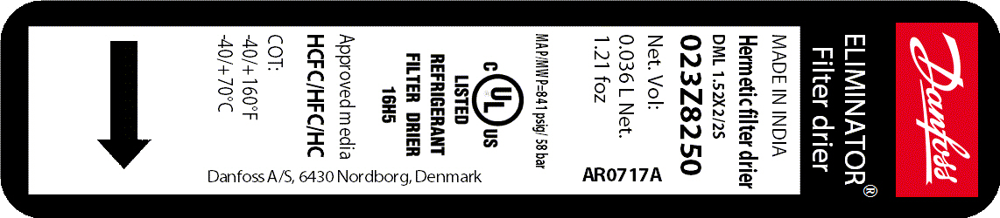 Danfoss
ELIMINATOR®
Filter drier
MADE IN INDIA
Hermetic filter drier
DML 1.52X2/2S
023Z8250
Net. Vol:
0.036 L Net.
1.21 foz
MAP/MWP=841 psig/ 58 bar
C UL US
LISTED
REFRIGERANT
FILTER DRIER
16H5
Approved media
HCFC/HFC/HC
COT:
-40/+160°F
-40/+70°C
AR0717A
Danfoss A/S, 6430 Nordborg, Denmark